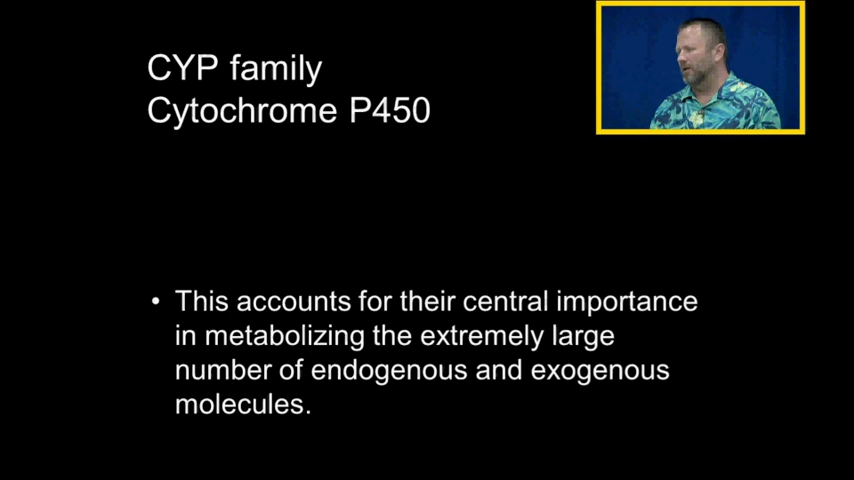 CYP family
Cytochrome P450
• This accounts for their central importance
in metabolizing the extremely large
number of endogenous and exogenous
molecules.